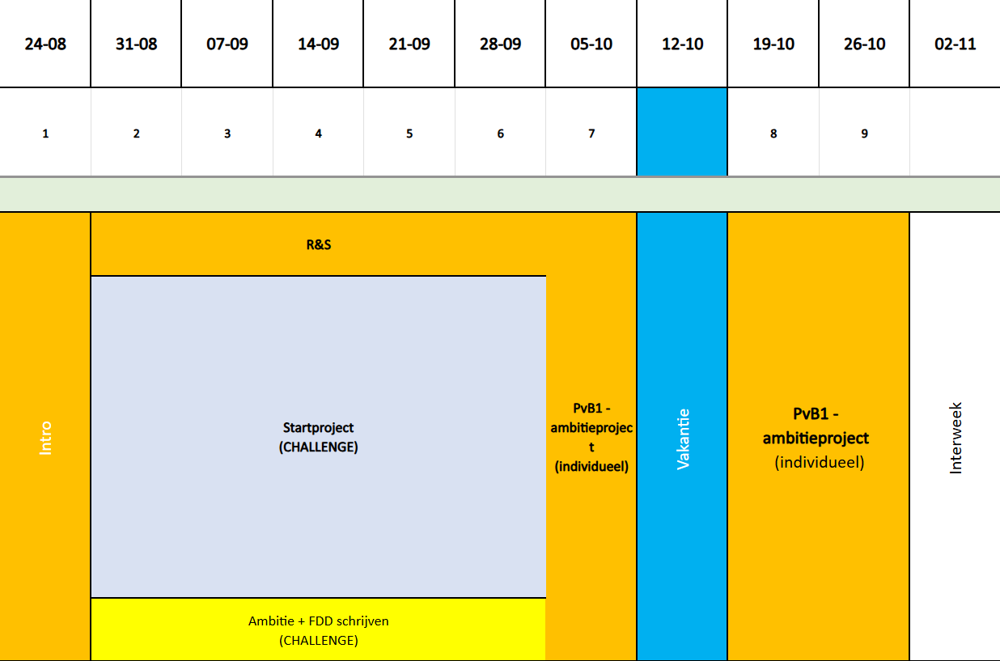 24-08 31-08 07-09 14-09 21-09 28-09 05-10 12-10 19-10 26-10 02-11
1 2 3 4 5 6 7 8 9
Intro
R&S
Startproject
(CHALLENGE)
Ambitie + FDD schrijven
(CHALLENGE)
PvB1 -
ambitieprojec
t
(individueel)
Vakantie
PvB1 -
ambitieproject
(individueel)
Interweek